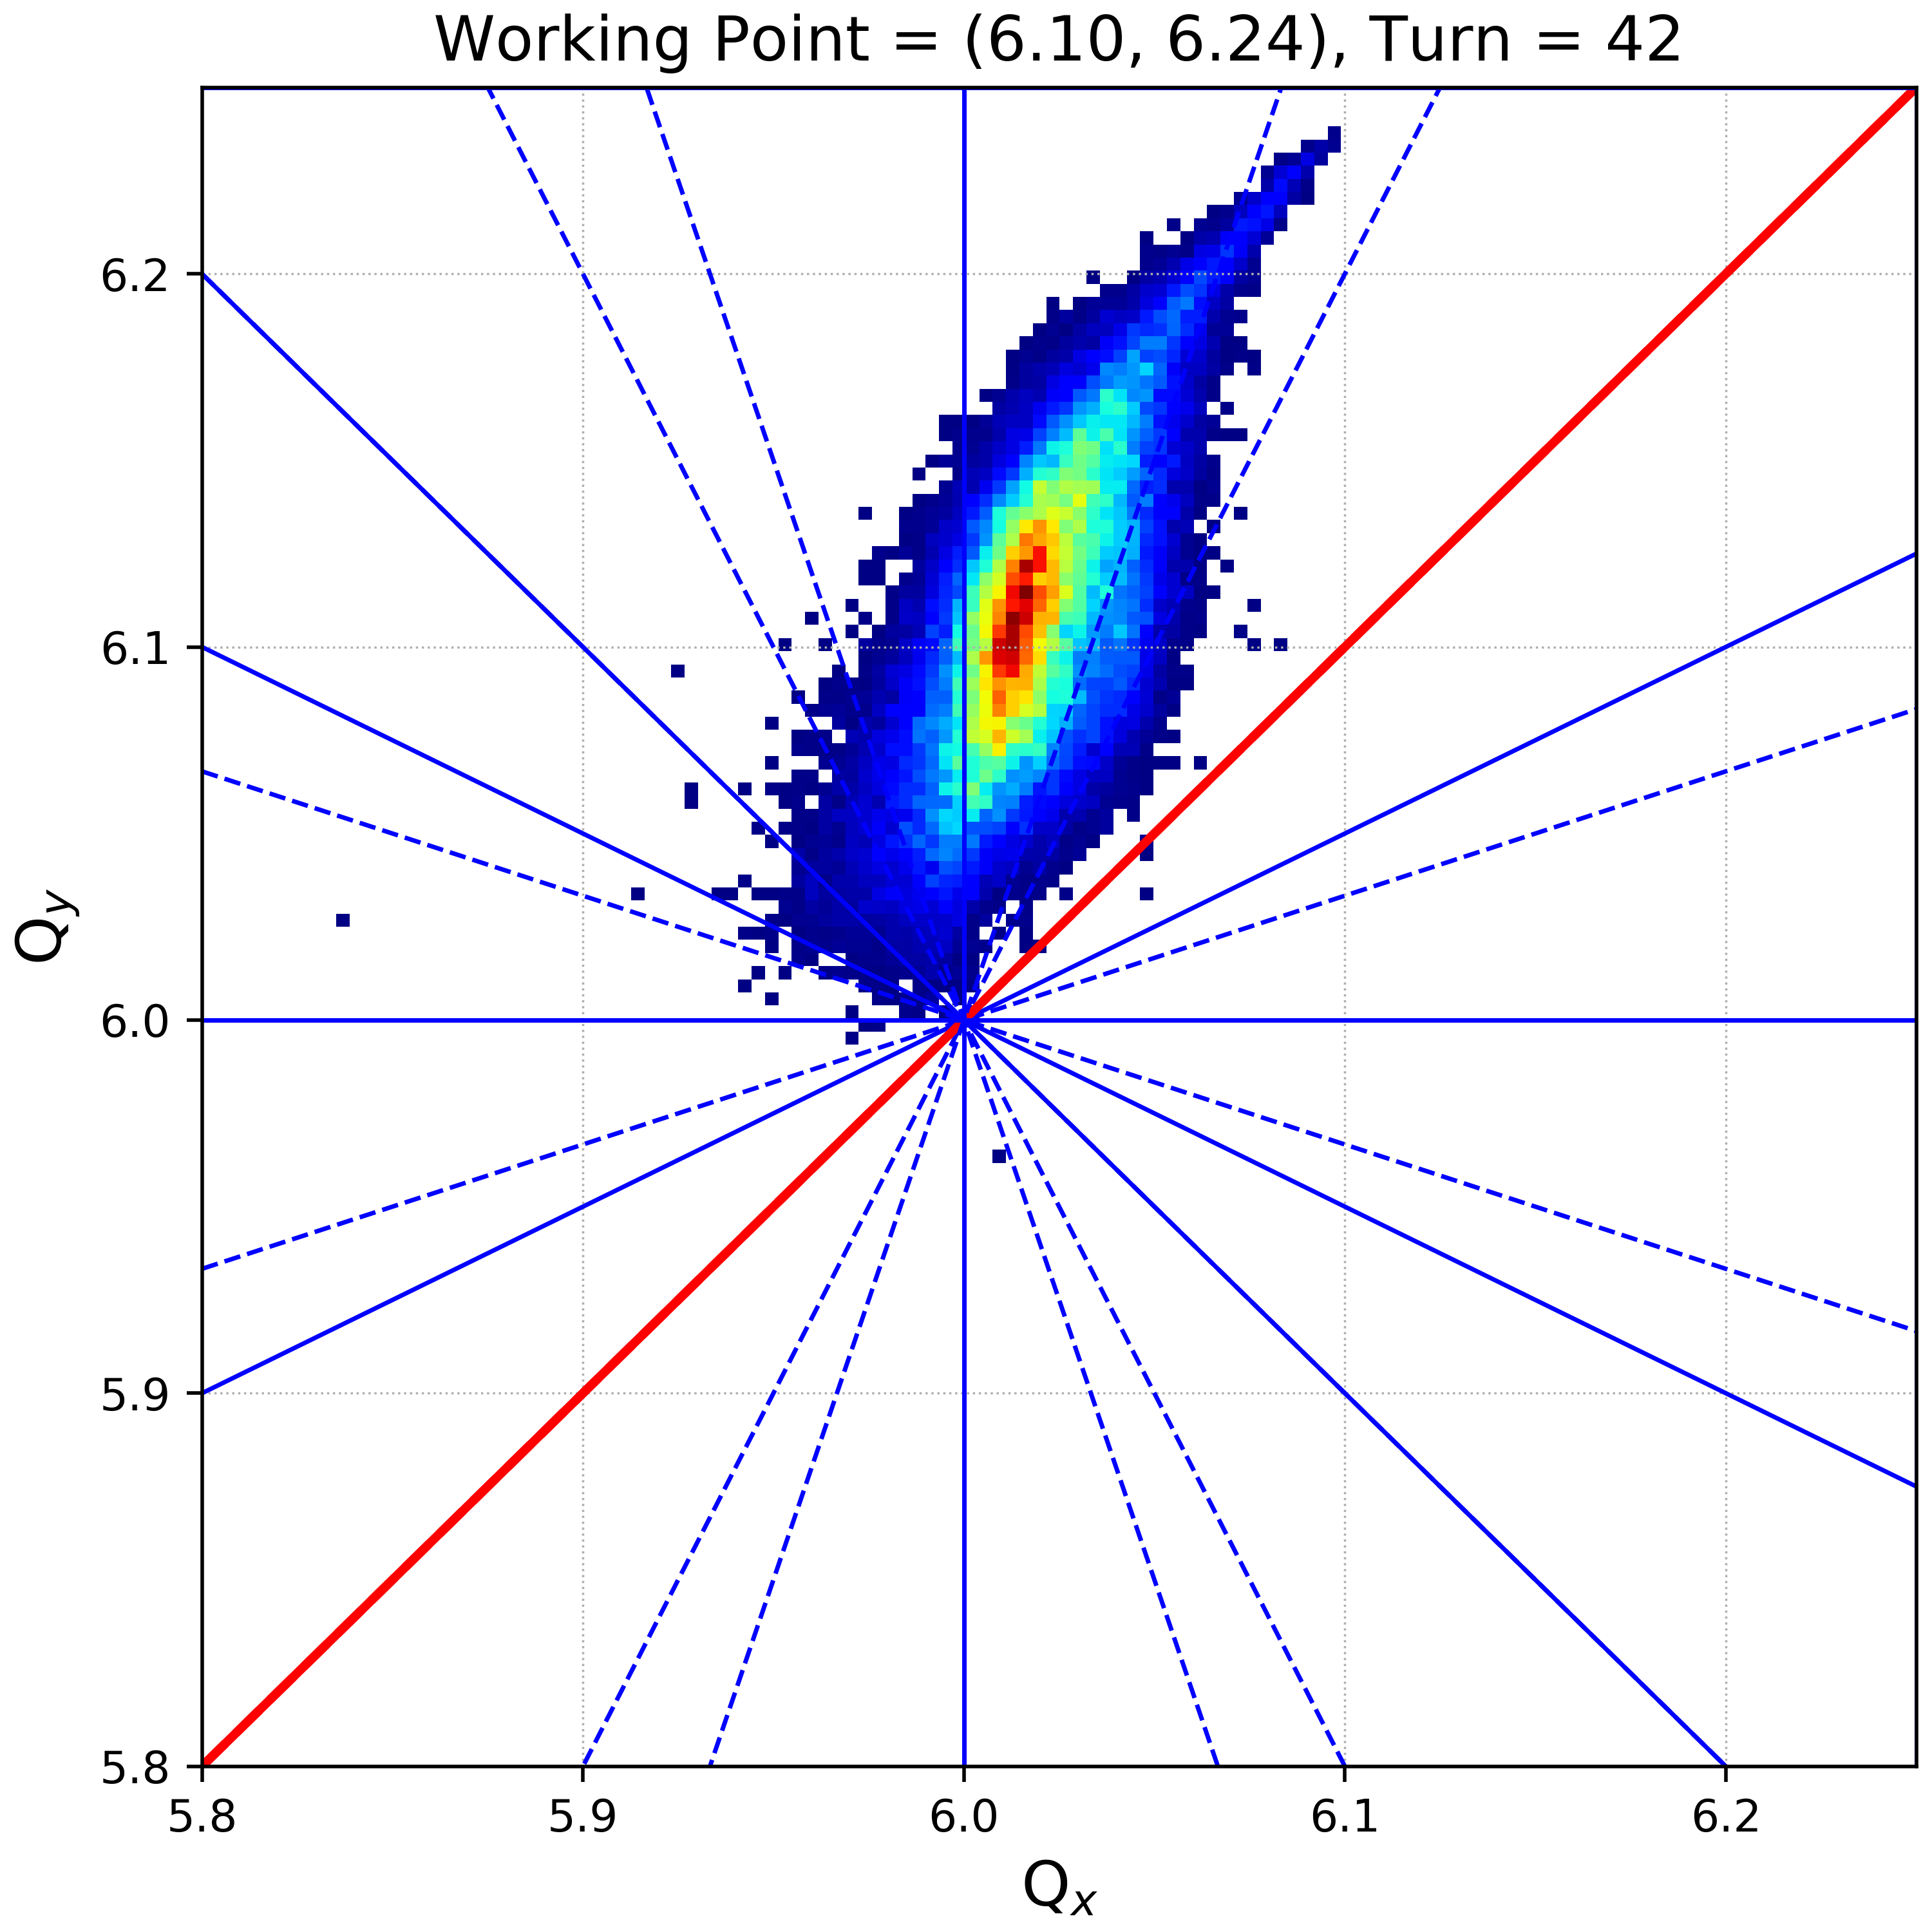 Working Point = (6.10, 6.24), Turn = 42
6.2
6.1
6.0
5.9
5.8
Q_y
5.8 5.9 6.0 6.1 6.2
Q_x